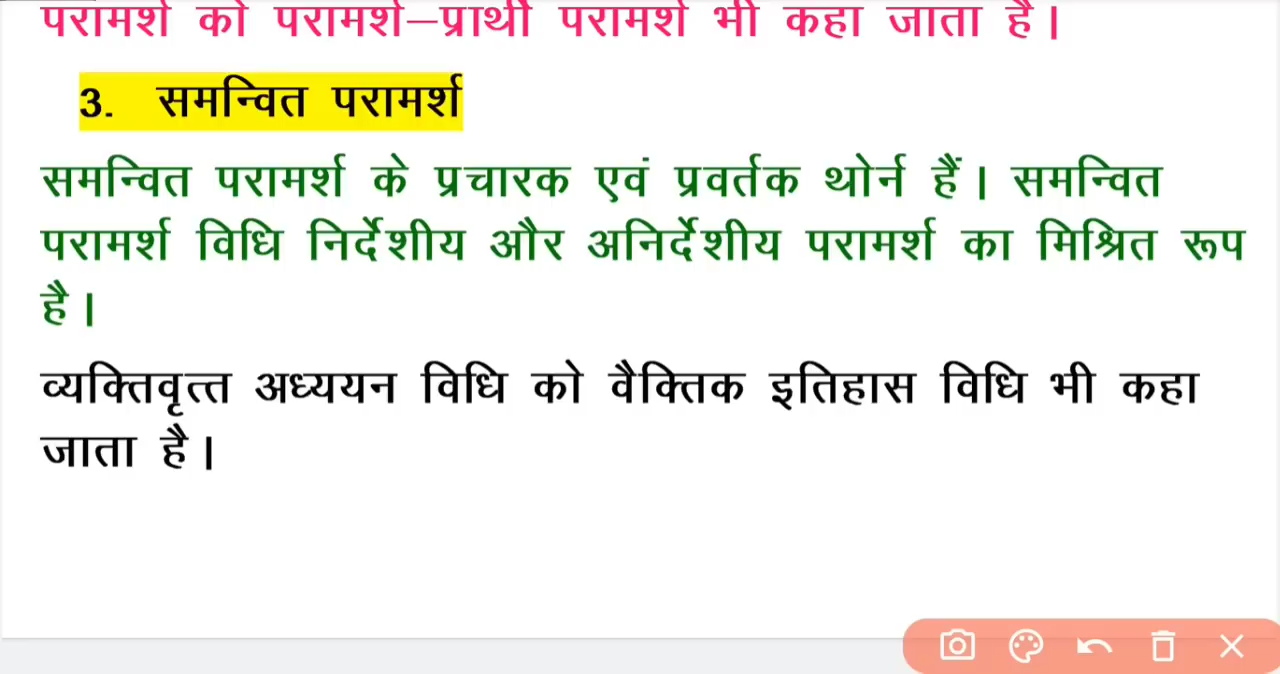 परामर्श को परामर्श–प्रार्थी परामर्श भी कहा जाता है।
3. समन्वित परामर्श
समन्वित परामर्श के प्रचारक एवं प्रवर्तक थोर्न हैं। समन्वित
परामर्श विधि निर्देशीय और अनिर्देशीय परामर्श का मिश्रित रूप
है।
व्यक्तिवृत्त अध्ययन विधि को वैक्तिक इतिहास विधि भी कहा
जाता है।